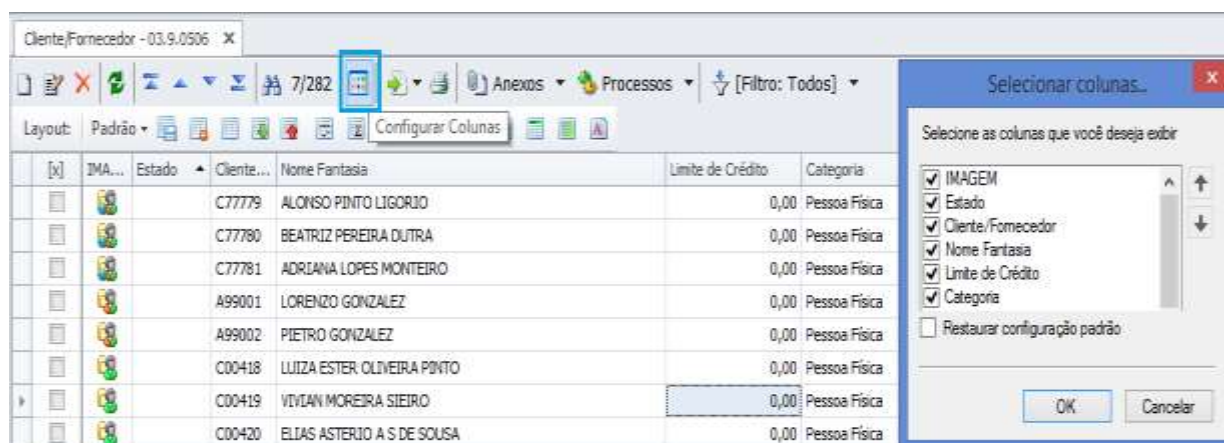 Cliente/Fornecedor - 03.9.0506 X
7/282 Anexos Processos [Filtro: Todos]
Layout: Padrão Configurar Colunas
[x] IMA... Estado Cliente... Nome Fantasia Limite de Crédito Categoria
C77779 ALONSO PINTO LIGORIO 0,00 Pessoa Física
C77780 BEATRIZ PEREIRA DUTRA 0,00 Pessoa Física
C77781 ADRIANA LOPES MONTEIRO 0,00 Pessoa Física
A99001 LORENZO GONZALEZ 0,00 Pessoa Física
A99002 PIETRO GONZALEZ 0,00 Pessoa Física
C00418 LUIZA ESTER OLIVEIRA PINTO 0,00 Pessoa Física
C00419 VIVIAN MOREIRA SIEIRO 0,00 Pessoa Física
C00420 ELIAS ASTERIO A S DE SOUSA 0,00 Pessoa Física
Selecionar colunas...
x
Selecione as colunas que você deseja exibir
IMAGEM
Estado
Cliente/Fornecedor
Nome Fantasia
Limite de Crédito
Categoria
Restaurar configuração padrão
OK Cancelar